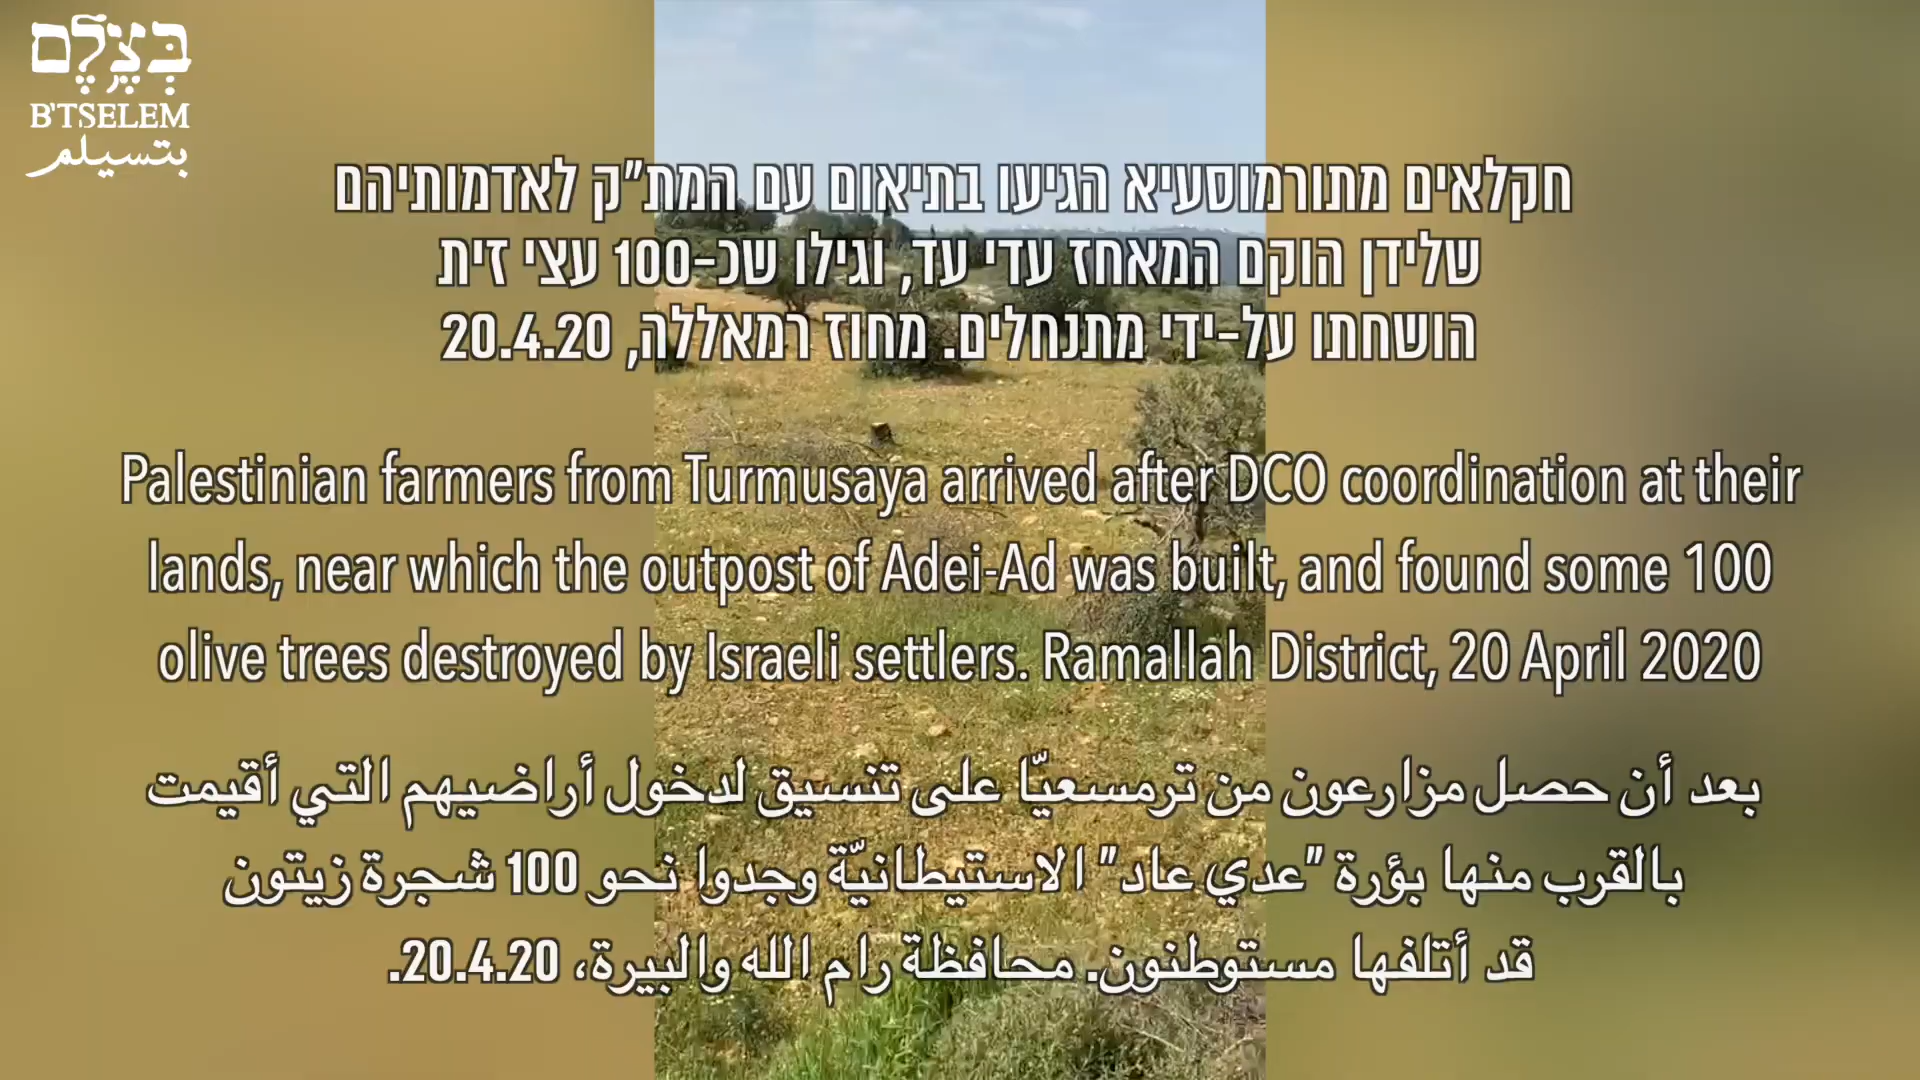 בצלם
B'TSELEM
بتسيلم
חקלאים מתורמוסעיא הגיעו בתיאום עם המת"ק לאדמותיהם
שלידן הוקם המאחז עדי עד, וגילו שכ-100 עצי זית
הושחתו על-ידי מתנחלים. מחוז רמאללה, 20.4.20
Palestinian farmers from Turmusaya arrived after DCO coordination at their
lands, near which the outpost of Adei-Ad was built, and found some 100
olive trees destroyed by Israeli settlers. Ramallah District, 20 April 2020
بعد أن حصل مزارعون من ترمسعيّا على تنسيق لدخول أراضيهم التي أقيمت
بالقرب منها بؤرة "عدي عاد" الاستيطانيّة وجدوا نحو 100 شجرة زيتون
قد أتلفها مستوطنون. محافظة رام الله والبيرة، 20.4.20.